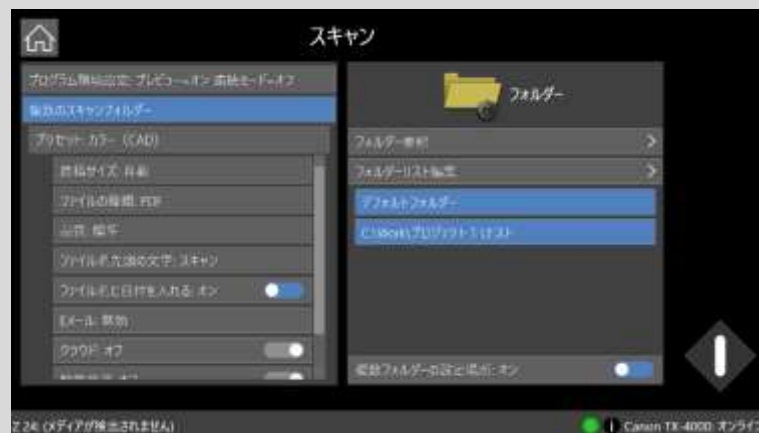 スキャン
プログラム環境設定: プレビュー=オン 連続モード=オフ
複数のスキャンフォルダー
プリセット: カラー (CAD)
原稿サイズ: 自動
ファイルの種類: PDF
品質: 標準
ファイル名先頭の文字: スキャン
ファイル名に日付を入れる: オン
Eメール: 無効
クラウド: オフ
フォルダー
フォルダー参照
フォルダーリスト編集
デフォルトフォルダー
C:\Work\プロジェクト1\テスト
複数フォルダーの設定場所: オン
Z 24: (メディアが検出されません)
Canon TX-4000: オンライン